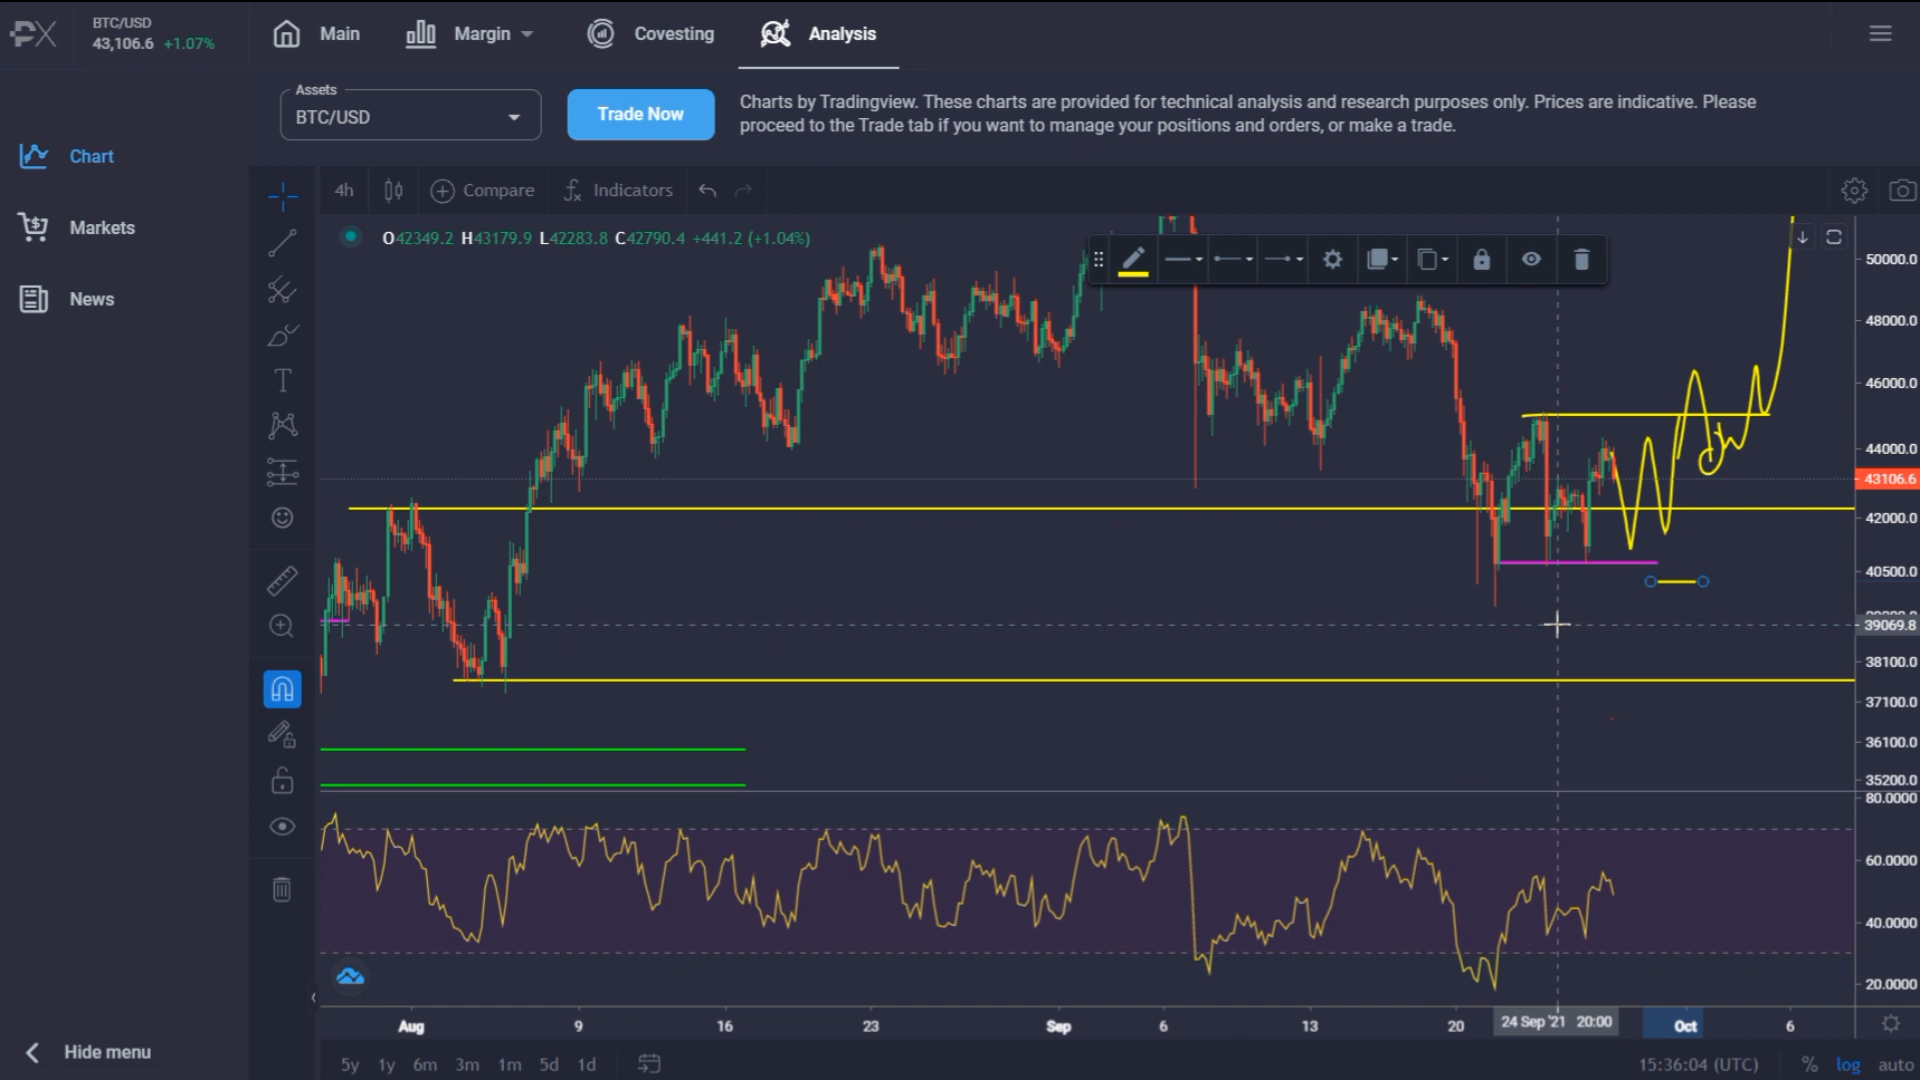 PX
BTC/USD
43,106.6 +1.07%
Main
Margin
Covesting
Analysis
Assets
BTC/USD
Trade Now
Charts by Tradingview. These charts are provided for technical analysis and research purposes only. Prices are indicative. Please
proceed to the Trade tab if you want to manage your positions and orders, or make a trade.
Chart
Markets
News
Hide menu
4h
Compare
Indicators
O42349.2 H43179.9 L42283.8 C42790.4 +441.2 (+1.04%)
50000.0
48000.0
46000.0
44000.0
43106.6
42000.0
40500.0
39069.8
38100.0
37100.0
36100.0
35200.0
80.0000
60.0000
40.0000
20.0000
Aug 9 16 23 Sep 6 13 20 24 Sep '21 20:00 Oct 6
5y 1y 6m 3m 1m 5d 1d
15:36:04 (UTC) % log auto